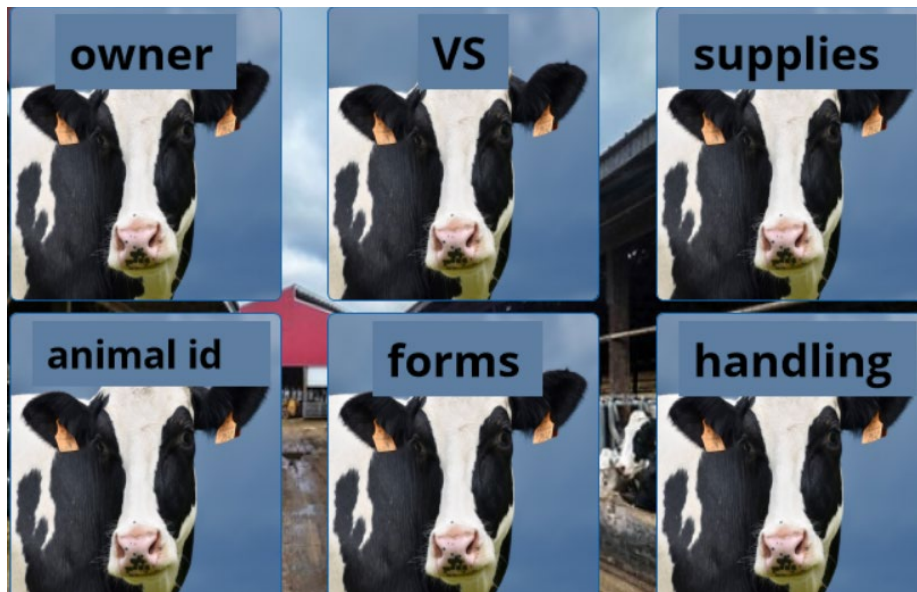 owner
VS
supplies
animal id
forms
handling